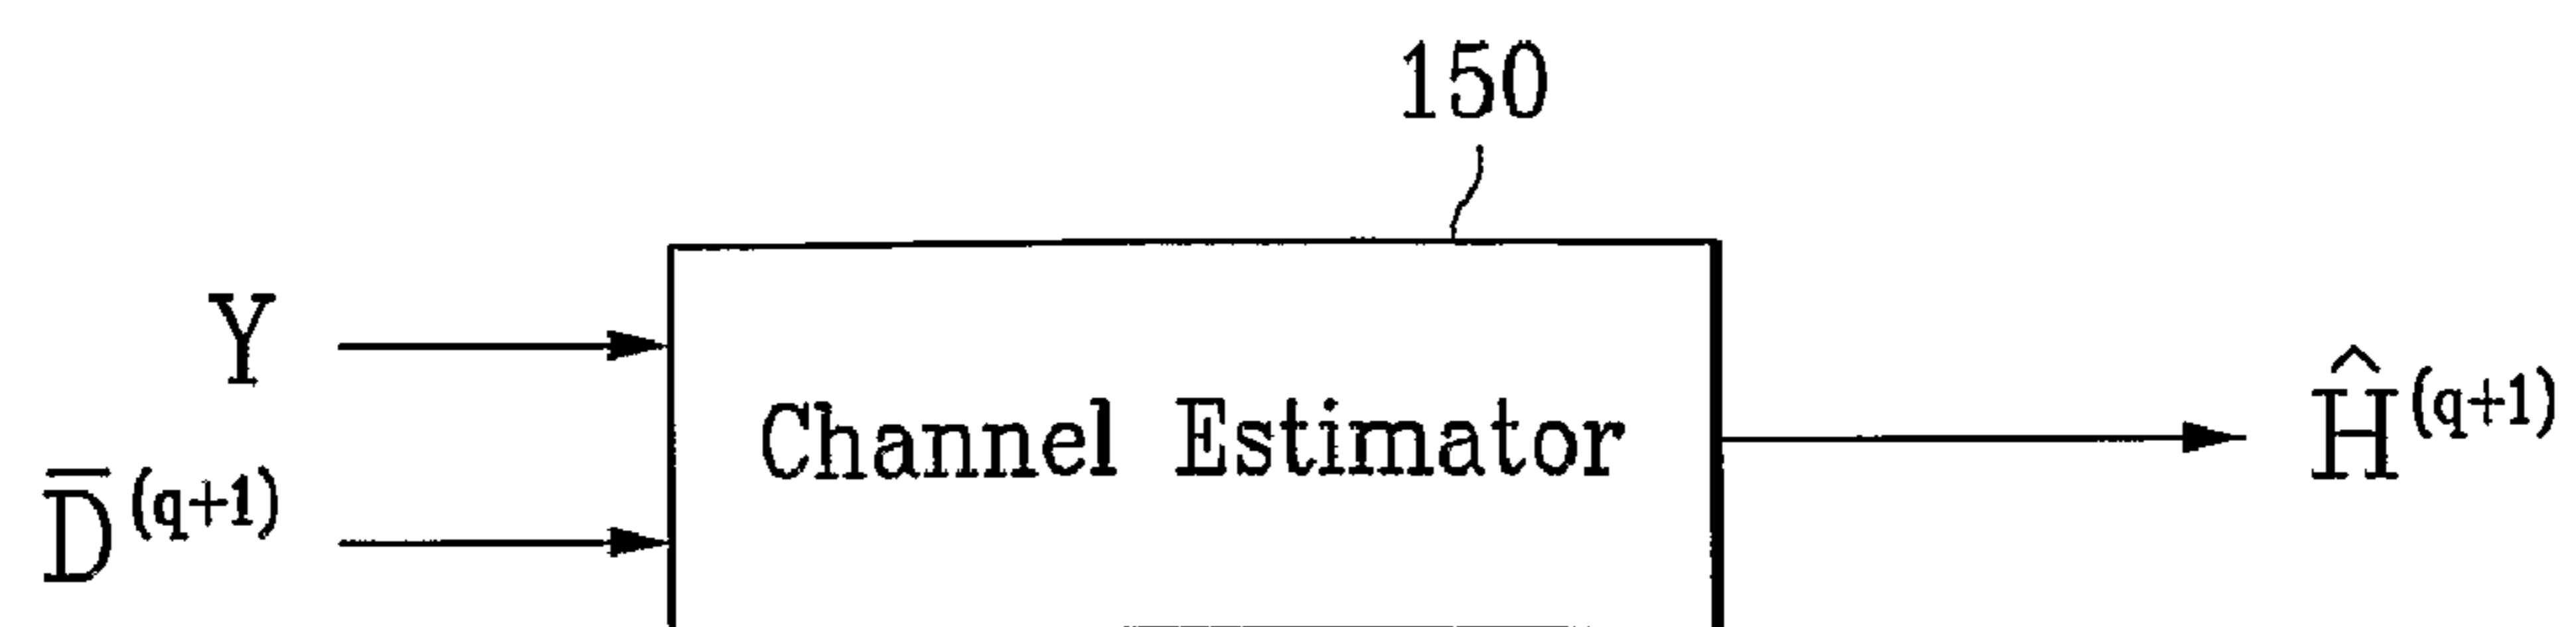 150
Y
D̅^(q+1)
Channel Estimator
Ĥ^(q+1)